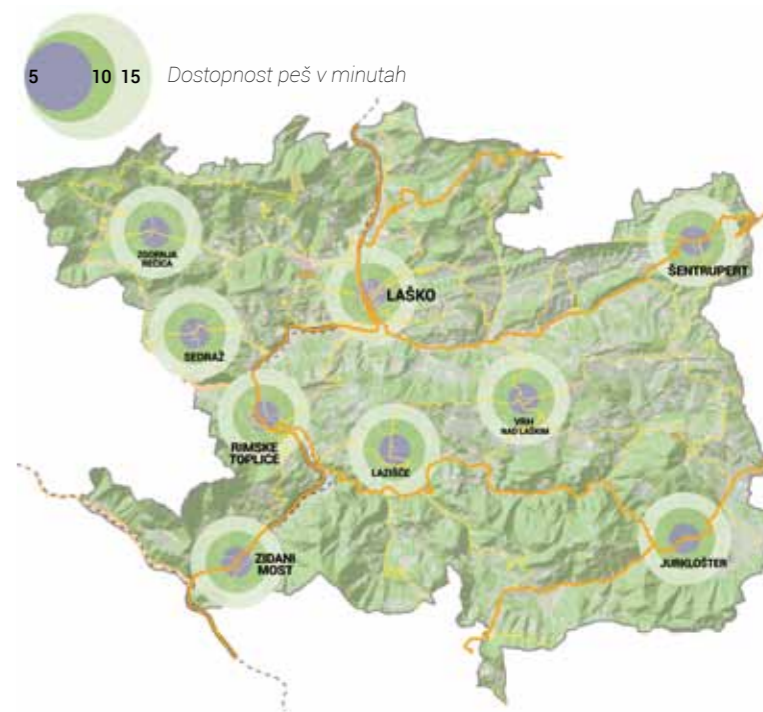 5 10 15 Dostopnost peš v minutah
ZGORNJA
REČICA
ŠENTRUPERT
LAŠKO
SEDRAŽ
VRH
NAD LAŠKIM
RIMSKE
TOPLICE
LAZIŠČE
ZIDANI
MOST
JURKLOŠTER